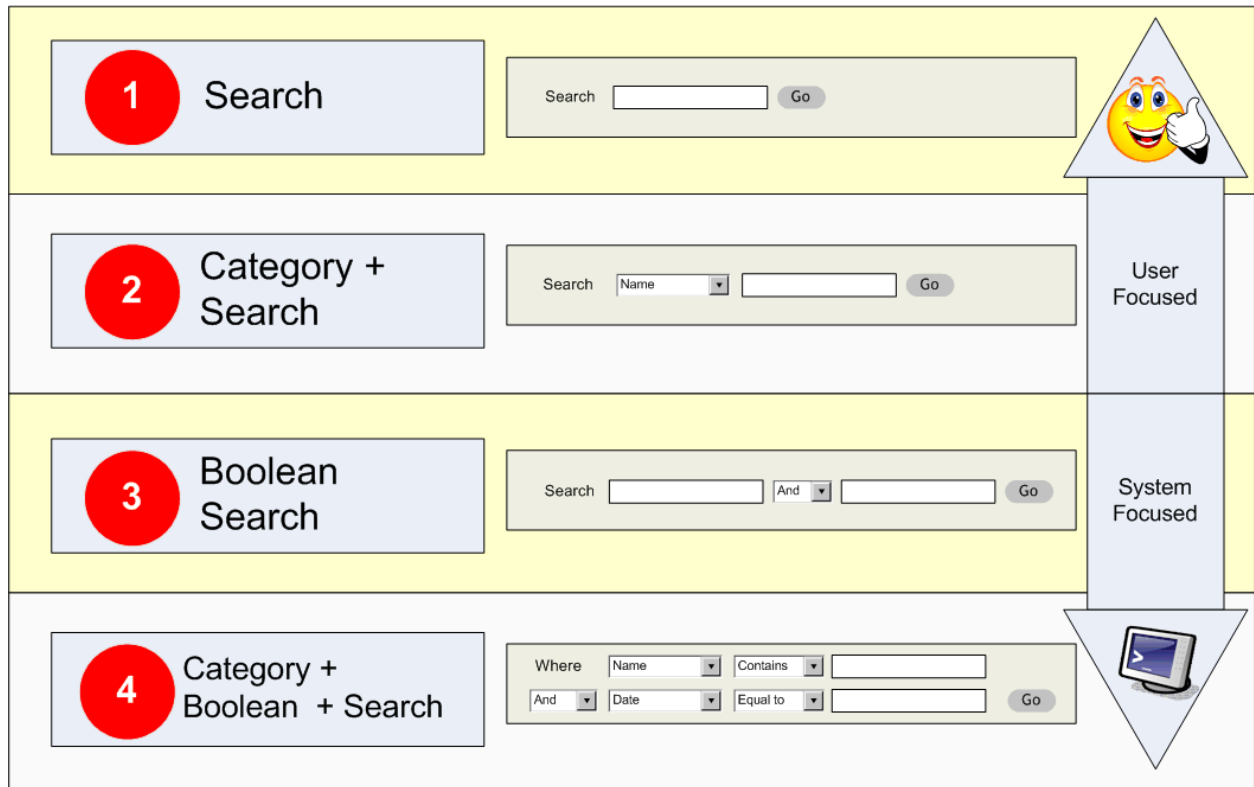 1 Search
Search Go
2 Category +
Search
Search Name Go
User
Focused
3 Boolean
Search
Search And Go
System
Focused
4 Category +
Boolean + Search
Where Name Contains
And Date Equal to Go
>_